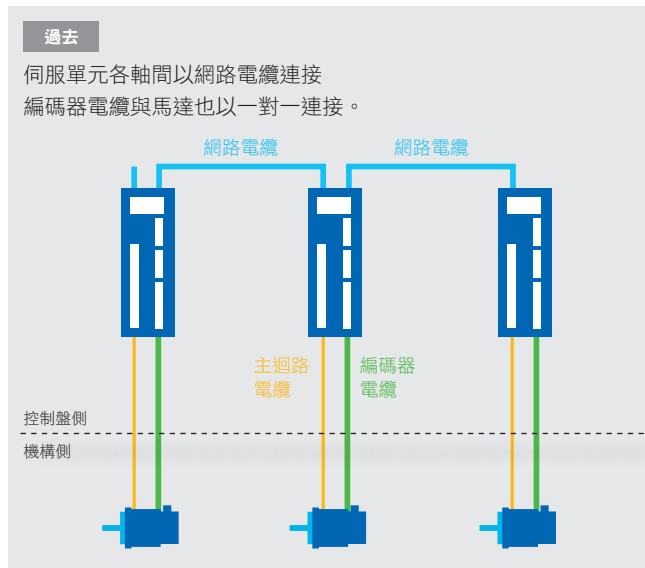 過去
伺服單元各軸間以網路電纜連接
編碼器電纜與馬達也以一對一連接。
網路電纜
網路電纜
主迴路
電纜
編碼器
電纜
控制盤側
機構側